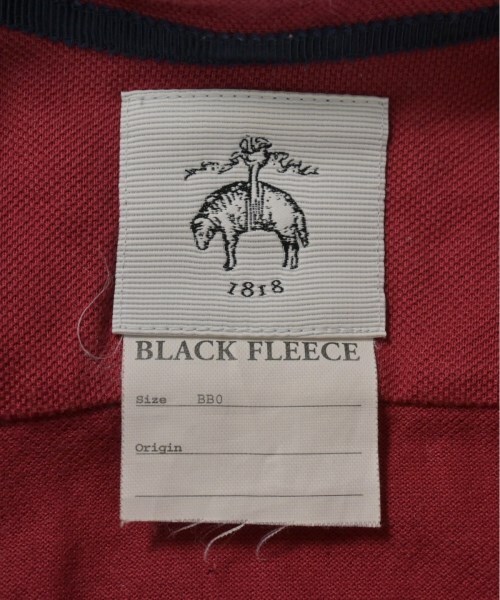 1818
BLACK FLEECE
Size BB0
Origin